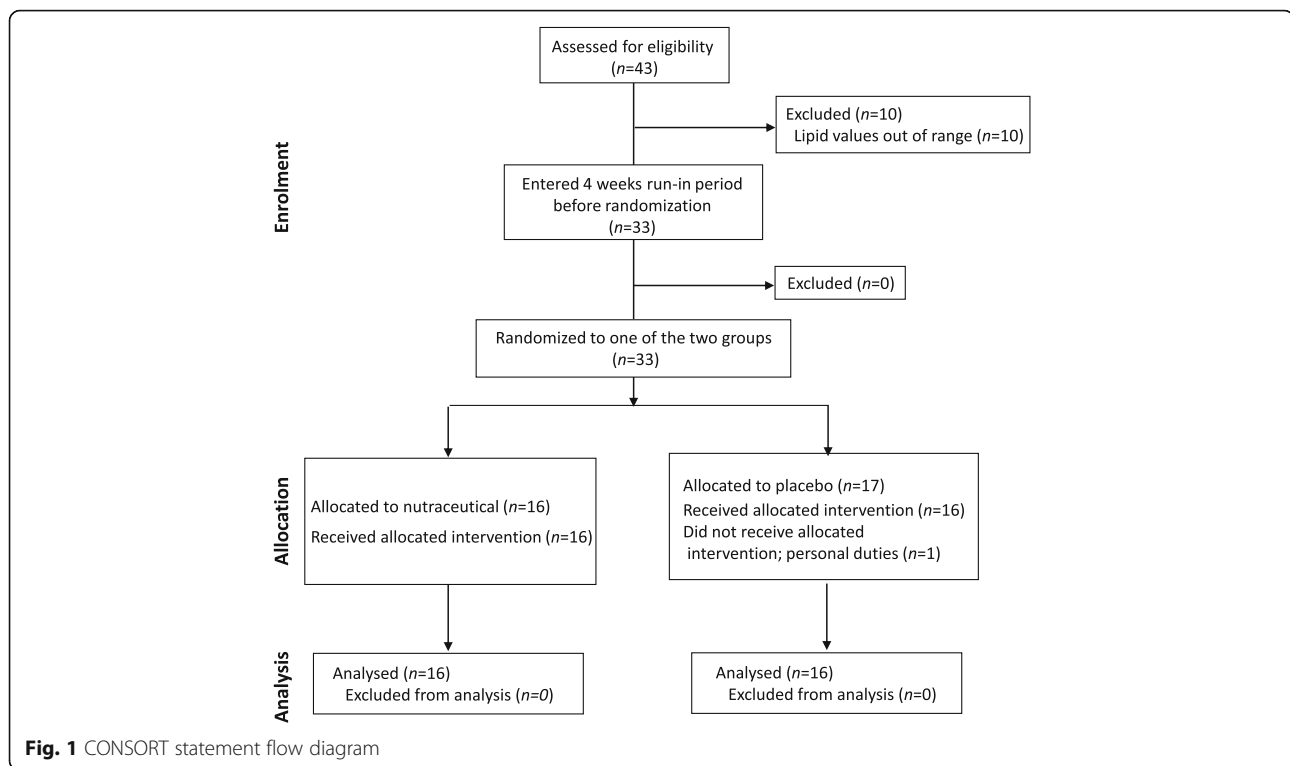 Assessed for eligibility
(n=43)
Excluded (n=10)
Lipid values out of range (n=10)
Enrolment
Entered 4 weeks run-in period
before randomization
(n=33)
Excluded (n=0)
Randomized to one of the two groups
(n=33)
Allocation
Allocated to nutraceutical (n=16)
Received allocated intervention (n=16)
Allocated to placebo (n=17)
Received allocated intervention (n=16)
Did not receive allocated
intervention; personal duties (n=1)
Analysis
Analysed (n=16)
Excluded from analysis (n=0)
Analysed (n=16)
Excluded from analysis (n=0)
Fig. 1 CONSORT statement flow diagram